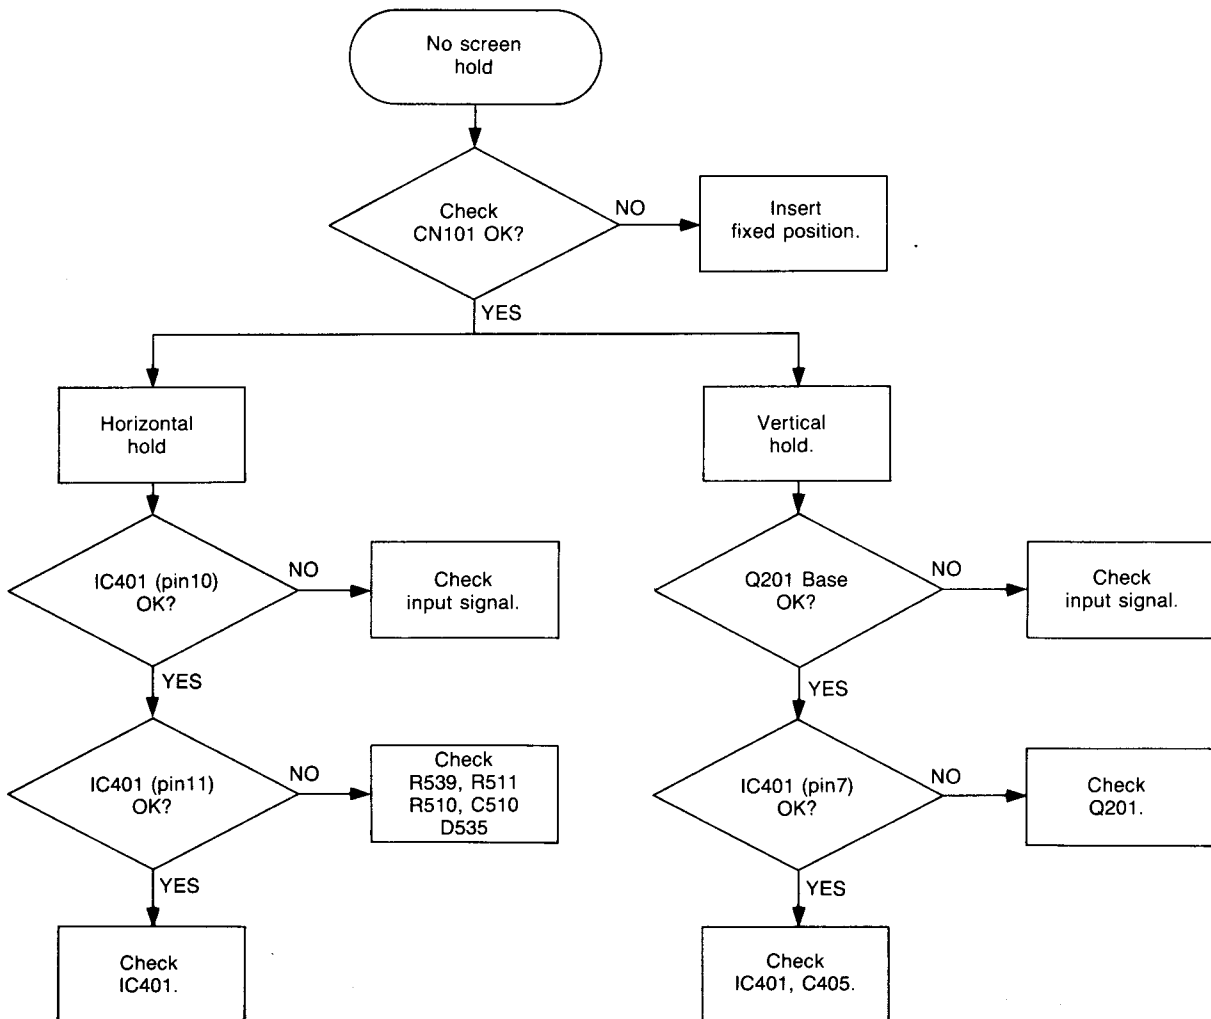 No screen
hold
Check
CN101 OK?
NO
Insert
fixed position.
YES
Horizontal
hold
Vertical
hold.
IC401 (pin10)
OK?
NO
Check
input signal.
YES
IC401 (pin11)
OK?
NO
Check
R539, R511
R510, C510
D535
YES
Check
IC401.
Q201 Base
OK?
NO
Check
input signal.
YES
IC401 (pin7)
OK?
NO
Check
Q201.
YES
Check
IC401, C405.